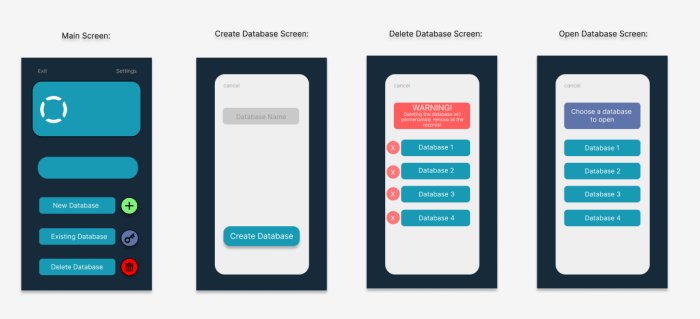 Main Screen:
Exit
Settings
New Database
Existing Database
Delete Database
Create Database Screen:
cancel
Database Name
Create Database
Delete Database Screen:
cancel
WARNING!
Deleting the database will
permanately remove all the
records!
X Database 1
X Database 2
X Database 3
X Database 4
Open Database Screen:
cancel
Choose a database
to open
Database 1
Database 2
Database 3
Database 4